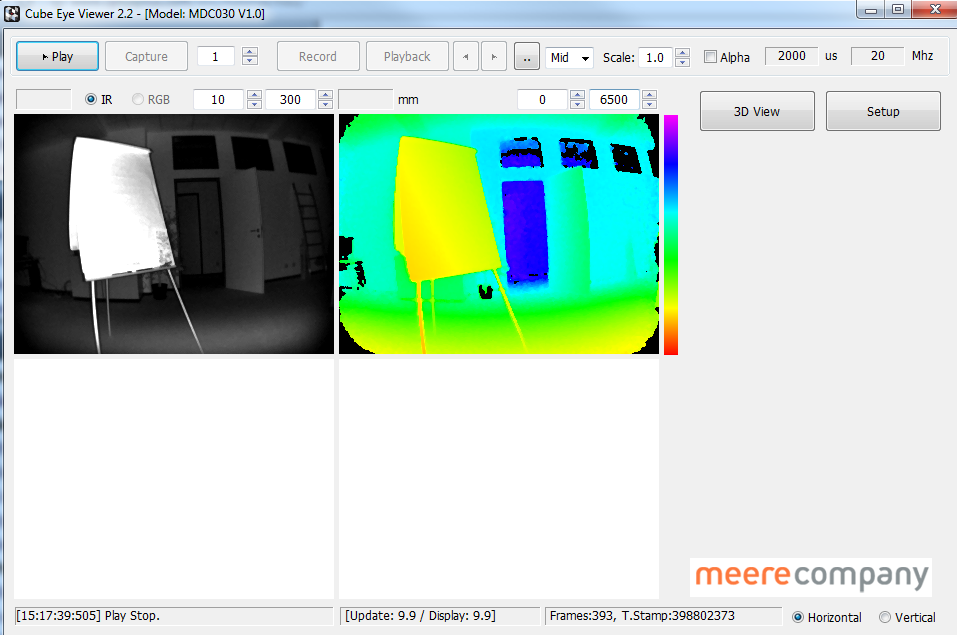 Cube Eye Viewer 2.2 - [Model: MDC030 V1.0]
Play Capture 1 Record Playback .. Mid Scale: 1.0 Alpha 2000 us 20 Mhz
IR RGB 10 300 mm 0 6500
3D View Setup
meerecompany
[15:17:39:505] Play Stop. [Update: 9.9 / Display: 9.9] Frames:393, T.Stamp:398802373 Horizontal Vertical